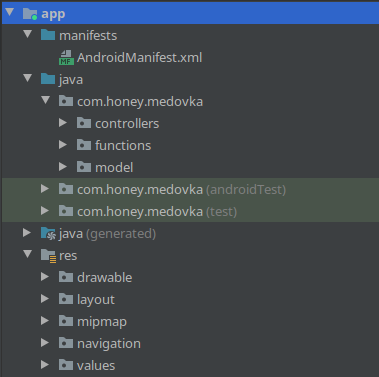 app
manifests
MF AndroidManifest.xml
java
com.honey.medovka
controllers
functions
model
com.honey.medovka (androidTest)
com.honey.medovka (test)
java (generated)
res
drawable
layout
mipmap
navigation
values